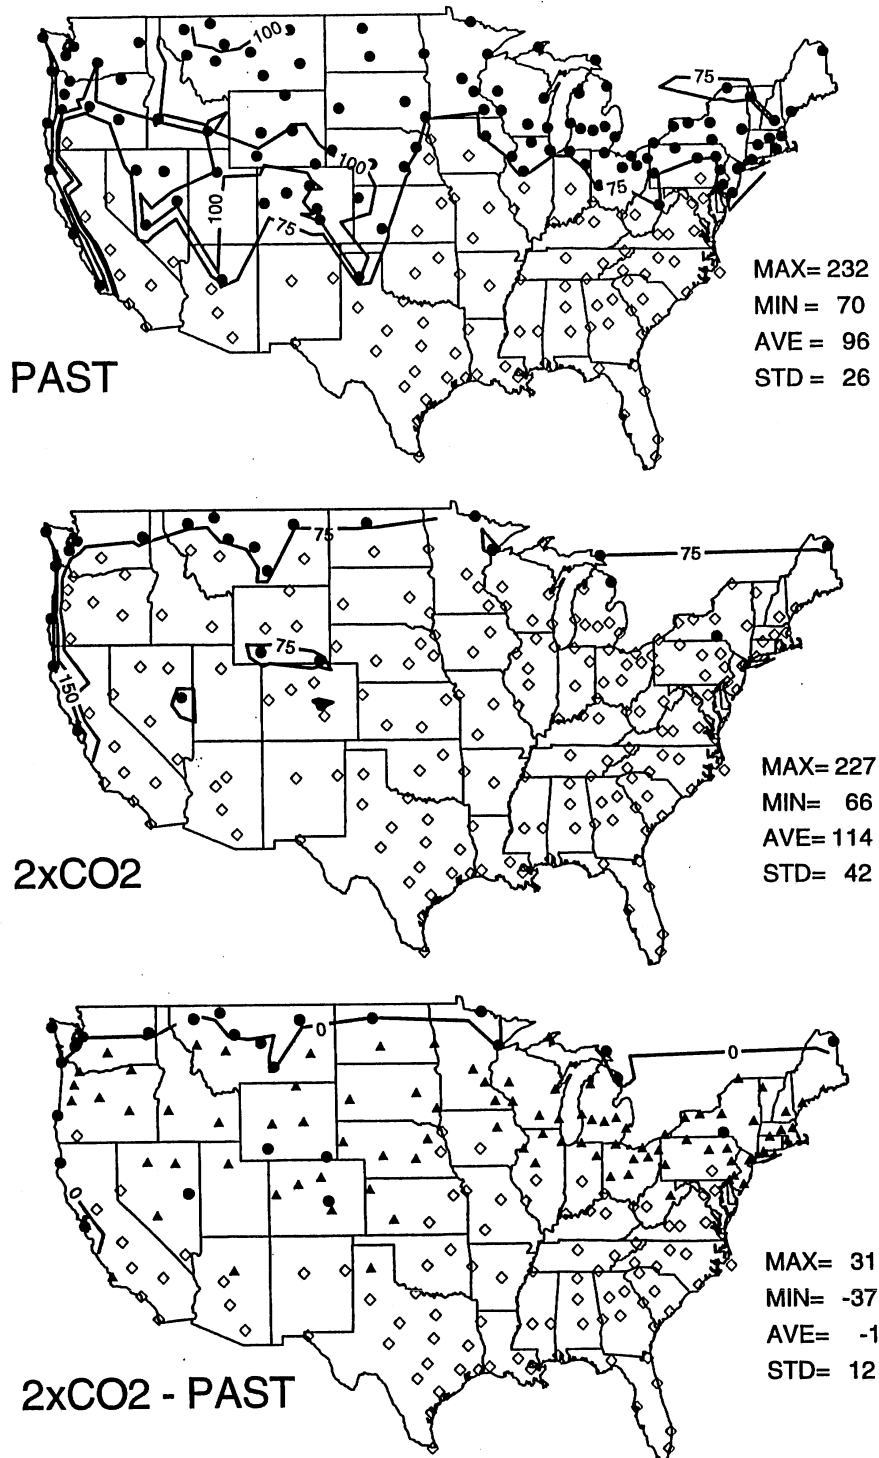 100
75
100
75
100
75
MAX= 232
MIN = 70
AVE = 96
STD = 26
PAST
75
75
75
150
MAX= 227
MIN= 66
AVE= 114
STD= 42
2xCO2
0
0
0
MAX= 31
MIN= -37
AVE= -1
STD= 12
2xCO2 - PAST